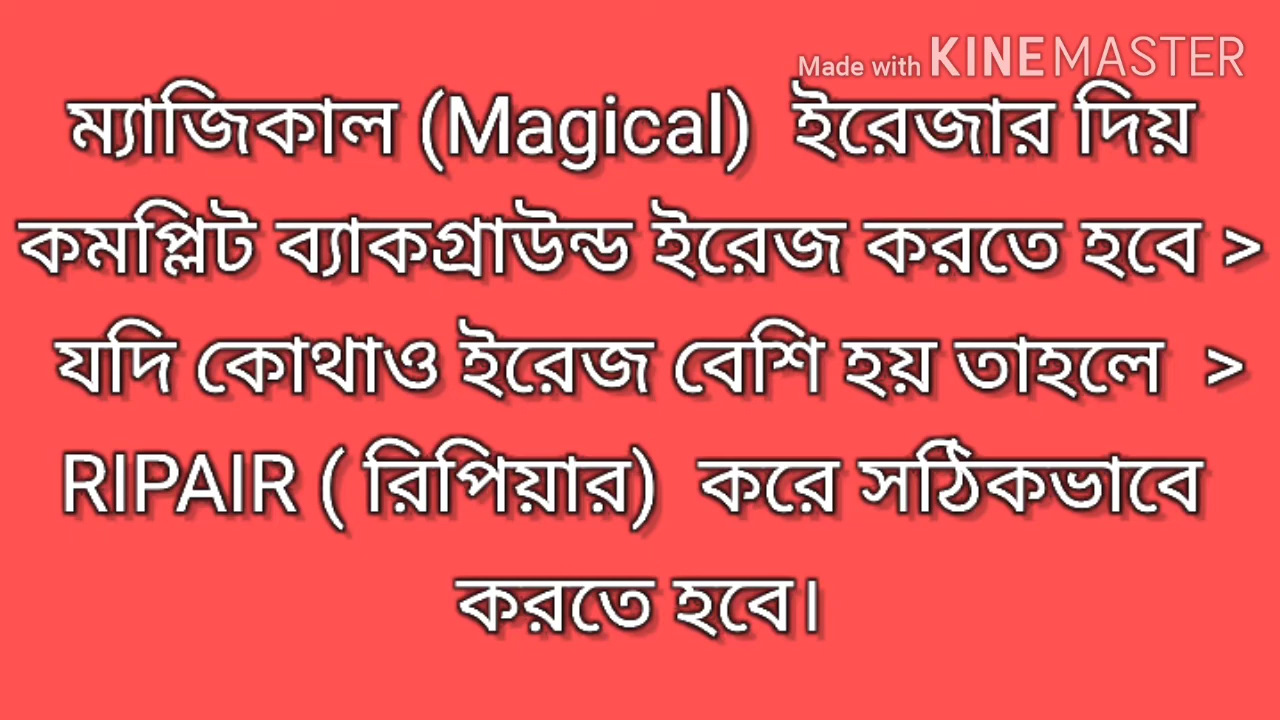 Made with KINEMASTER
ম্যাজিকাল (Magical) ইরেজার দিয়
কমপ্লিট ব্যাকগ্রাউন্ড ইরেজ করতে হবে >
যদি কোথাও ইরেজ বেশি হয় তাহলে >
RIPAIR ( রিপিয়ার) করে সঠিকভাবে
করতে হবে।